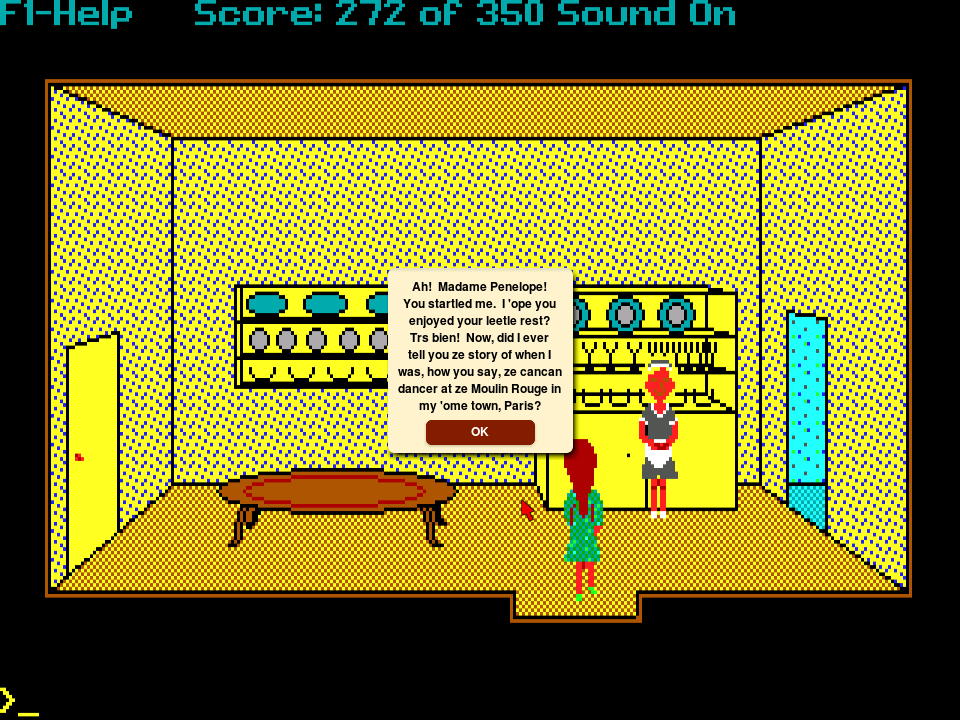 F1-Help Score: 272 of 350 Sound On
Ah! Madame Penelope!
You startled me. I 'ope you
enjoyed your leetle rest?
Trs bien! Now, did I ever
tell you ze story of when I
was, how you say, ze cancan
dancer at ze Moulin Rouge in
my 'ome town, Paris?
OK
>_